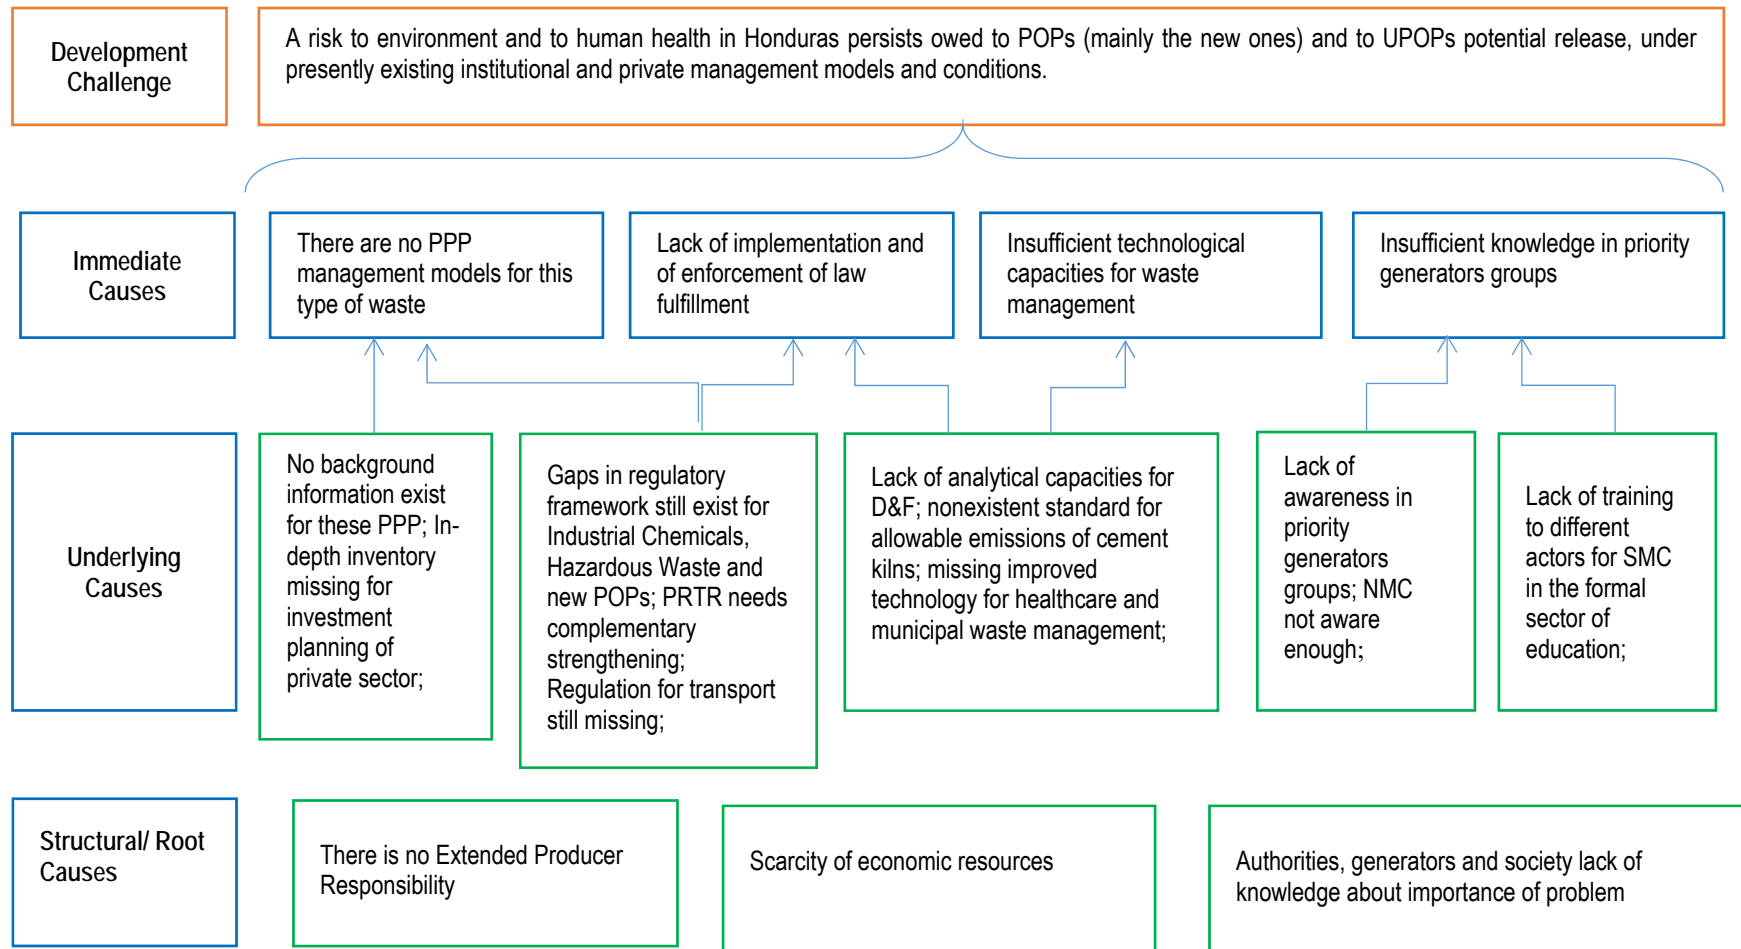 Development
Challenge
A risk to environment and to human health in Honduras persists owed to POPs (mainly the new ones) and to UPOPs potential release, under
presently existing institutional and private management models and conditions.
Immediate
Causes
There are no PPP
management models for this
type of waste
Lack of implementation and
of enforcement of law
fulfillment
Insufficient technological
capacities for waste
management
Insufficient knowledge in priority
generators groups
Underlying
Causes
No background
information exist
for these PPP; In-
depth inventory
missing for
investment
planning of
private sector;
Gaps in regulatory
framework still exist for
Industrial Chemicals,
Hazardous Waste and
new POPs; PRTR needs
complementary
strengthening;
Regulation for transport
still missing;
Lack of analytical capacities for
D&F; nonexistent standard for
allowable emissions of cement
kilns; missing improved
technology for healthcare and
municipal waste management;
Lack of
awareness in
priority
generators
groups; NMC
not aware
enough;
Lack of training
to different
actors for SMC
in the formal
sector of
education;
Structural/ Root
Causes
There is no Extended Producer
Responsibility
Scarcity of economic resources
Authorities, generators and society lack of
knowledge about importance of problem